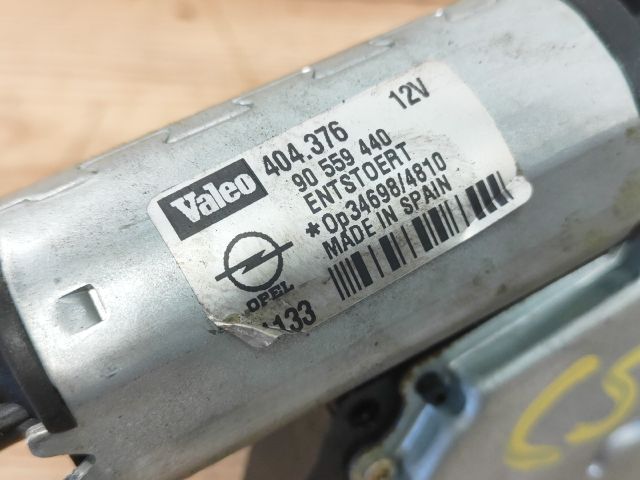 Valeo
404.376 12V
90 559 440
ENTSTOERT
*Op34698/4810
MADE IN SPAIN
OPEL
133